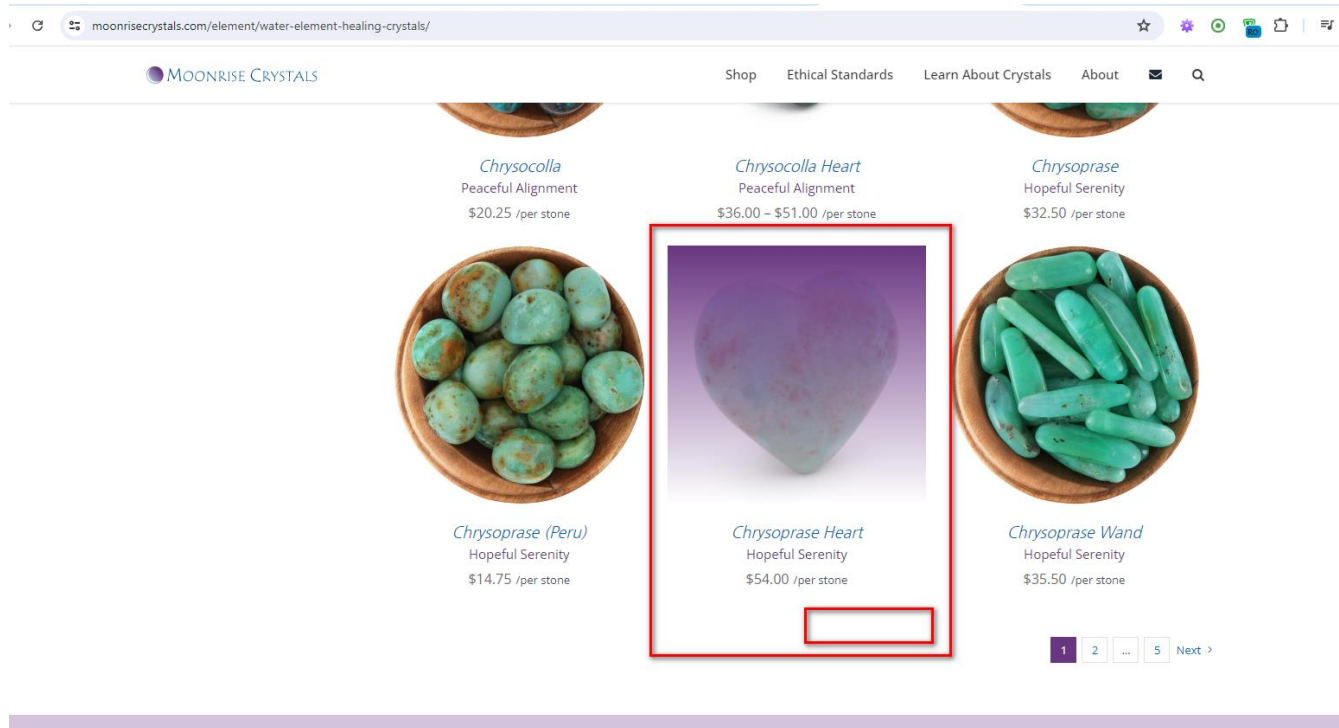 moonrisecrystals.com/element/water-element-healing-crystals/
RO
MOONRISE CRYSTALS
Shop Ethical Standards Learn About Crystals About
Chrysocolla
Peaceful Alignment
$20.25 /per stone
Chrysocolla Heart
Peaceful Alignment
$36.00 – $51.00 /per stone
Chrysoprase
Hopeful Serenity
$32.50 /per stone
Chrysoprase (Peru)
Hopeful Serenity
$14.75 /per stone
Chrysoprase Heart
Hopeful Serenity
$54.00 /per stone
Chrysoprase Wand
Hopeful Serenity
$35.50 /per stone
1 2 ... 5 Next >